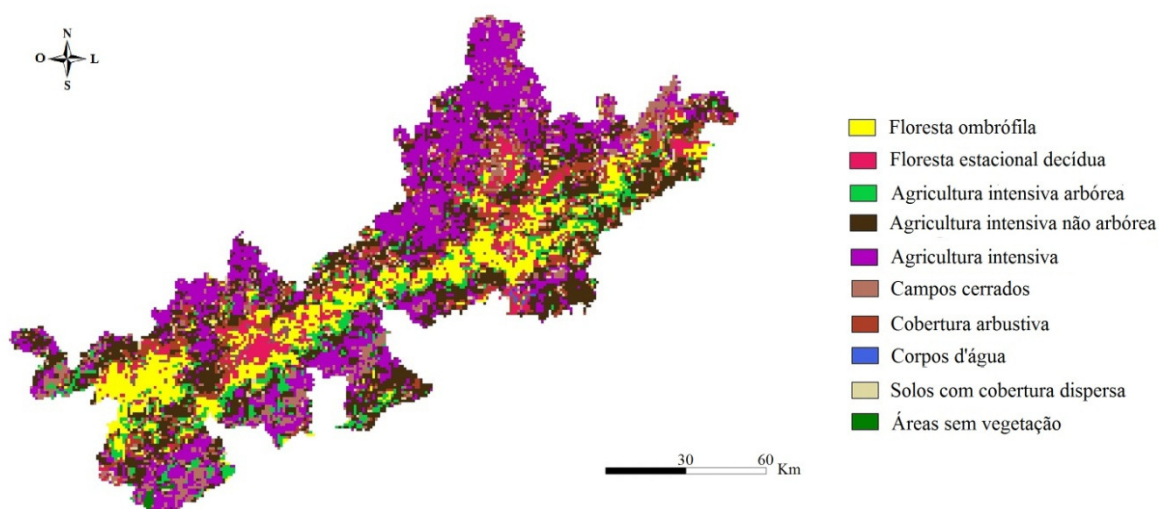 N
O L
S
Floresta ombrófila
Floresta estacional decídua
Agricultura intensiva arbórea
Agricultura intensiva não arbórea
Agricultura intensiva
Campos cerrados
Cobertura arbustiva
Corpos d'água
Solos com cobertura dispersa
Áreas sem vegetação
30 60
Km